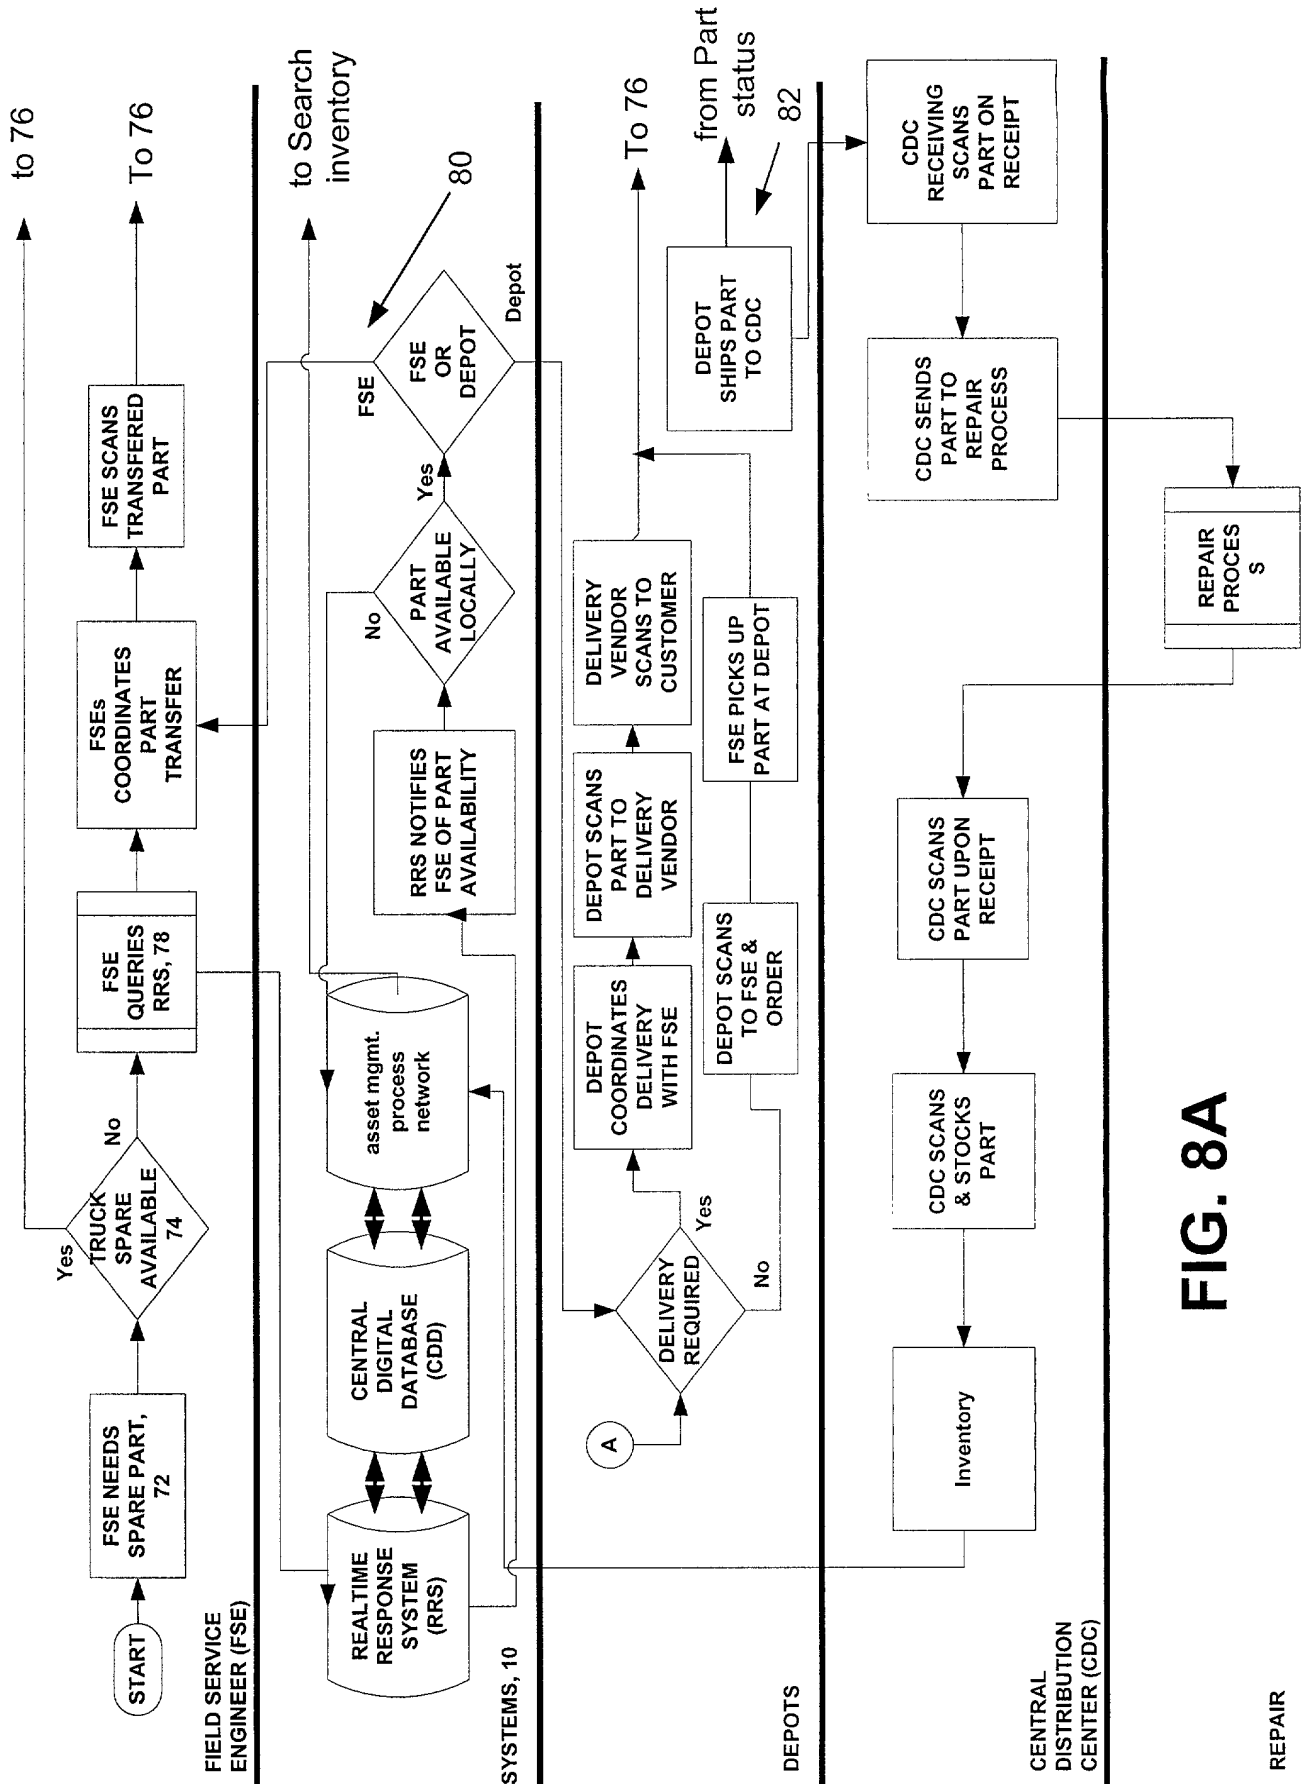 START
FSE NEEDS
SPARE PART,
72
TRUCK
SPARE
AVAILABLE
74
Yes
No
to 76
FSE
QUERIES
RRS, 78
FSEs
COORDINATES
PART
TRANSFER
FSE SCANS
TRANSFERRED
PART
To 76
FIELD SERVICE
ENGINEER (FSE)
REALTIME
RESPONSE
SYSTEM
(RRS)
CENTRAL
DIGITAL
DATABASE
(CDD)
asset mgmt.
process
network
RRS NOTIFIES
FSE OF PART
AVAILABILITY
PART
AVAILABLE
LOCALLY
No
Yes
FSE
OR
DEPOT
FSE
Depot
80
to Search
inventory
SYSTEMS, 10
A
DELIVERY
REQUIRED
Yes
No
DEPOT
COORDINATES
DELIVERY
WITH FSE
DEPOT SCANS
PART TO
DELIVERY
VENDOR
DELIVERY
VENDOR
SCANS TO
CUSTOMER
To 76
DEPOT SCANS
TO FSE &
ORDER
FSE PICKS UP
PART AT DEPOT
DEPOT
SHIPS PART
TO CDC
from Part
status
82
DEPOTS
CDC
RECEIVING
SCANS
PART ON
RECEIPT
CDC SENDS
PART TO
REPAIR
PROCESS
CDC SCANS
PART UPON
RECEIPT
CDC SCANS
& STOCKS
PART
Inventory
CENTRAL
DISTRIBUTION
CENTER (CDC)
REPAIR
PROCES
S
REPAIR
FIG. 8A